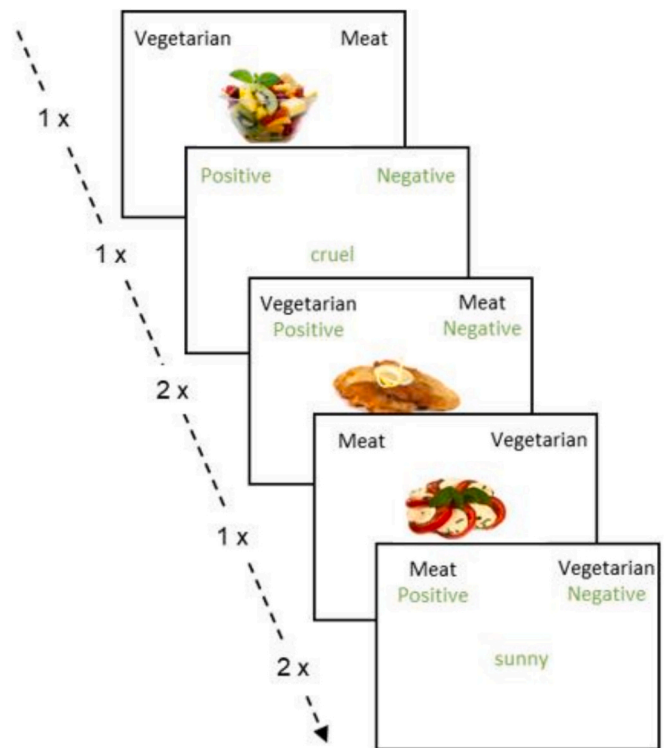 Vegetarian Meat
1 x
Positive Negative
1 x
cruel
Vegetarian Meat
Positive Negative
2 x
Meat Vegetarian
1 x
Meat Vegetarian
Positive Negative
2 x
sunny